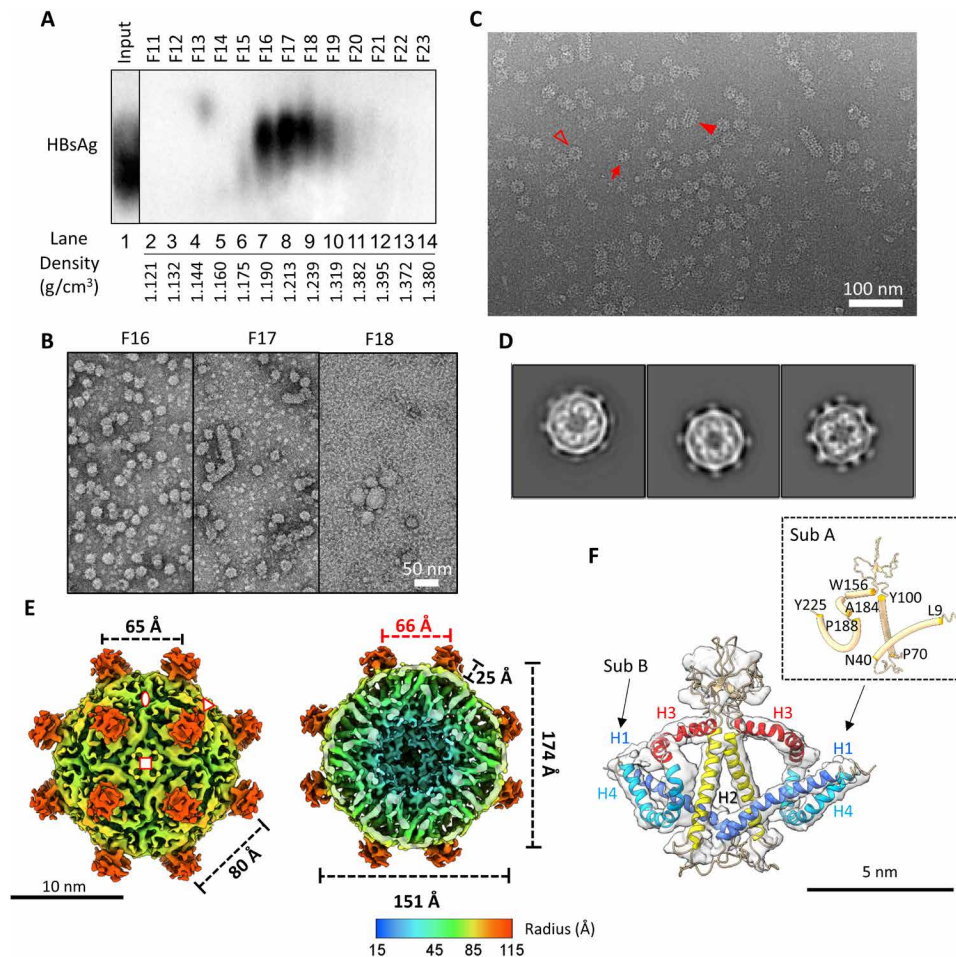 A
Input F11 F12 F13 F14 F15 F16 F17 F18 F19 F20 F21 F22 F23
HBsAg
Lane 1 2 3 4 5 6 7 8 9 10 11 12 13 14
Density
(g/cm³)
1.121 1.132 1.144 1.160 1.175 1.190 1.213 1.239 1.319 1.382 1.395 1.372 1.380
B
F16 F17 F18
50 nm
C
100 nm
D
E
65 Å
80 Å
10 nm
66 Å
25 Å
174 Å
151 Å
Radius (Å)
15 45 85 115
F
Sub A
W156
Y100
Y225
A184
L9
P188
N40
P70
Sub B
H3 H3
H1 H1
H4 H2 H4
5 nm